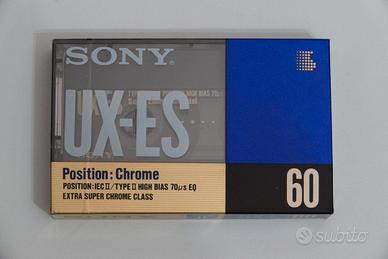 SONY
UX-ES
Position: Chrome
POSITION: IEC II/TYPE II HIGH BIAS 70µs EQ
EXTRA SUPER CHROME CLASS
60
subito